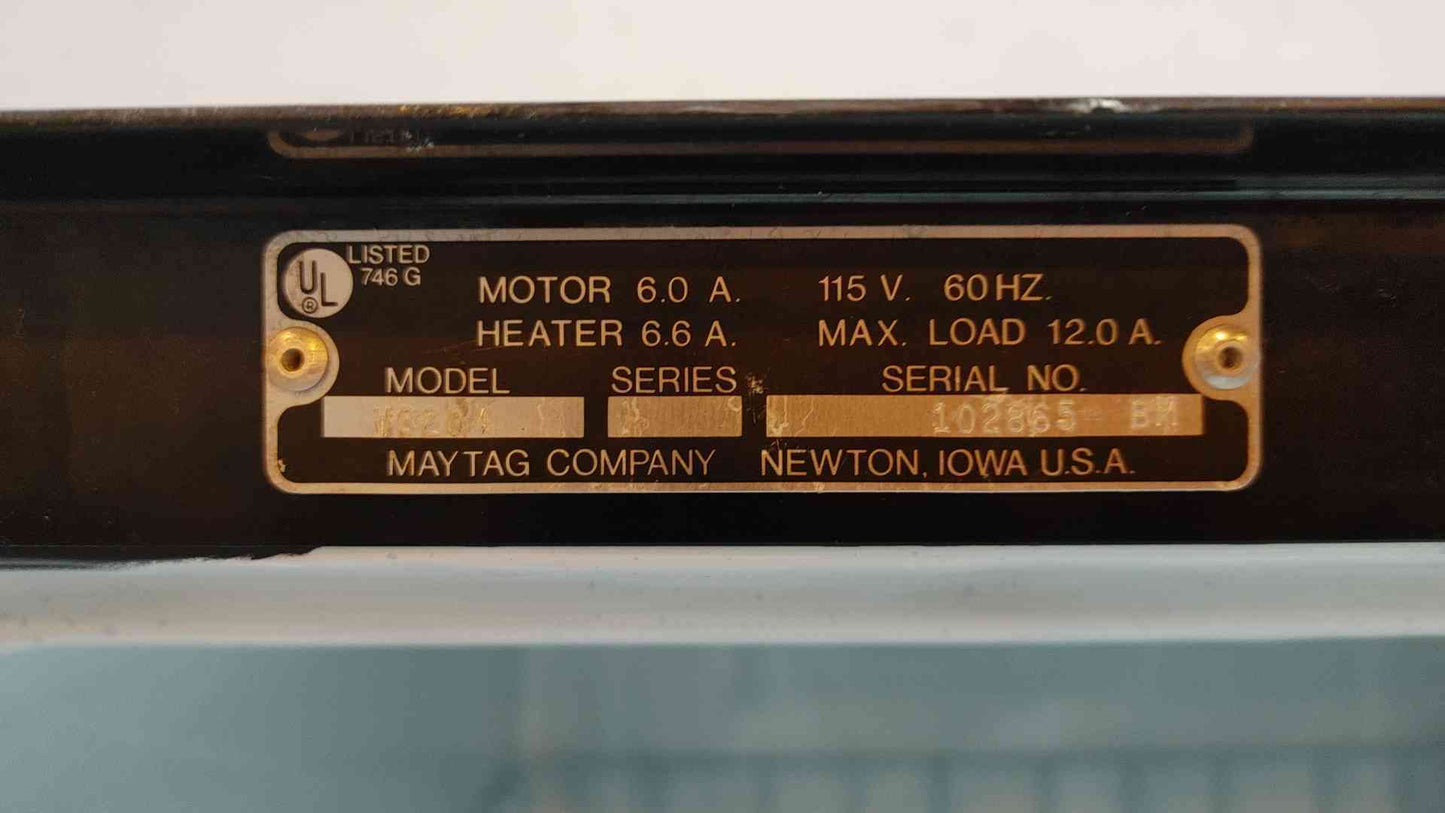 UL
®
LISTED
746 G
MOTOR 6.0 A. 115 V. 60 HZ.
HEATER 6.6 A. MAX. LOAD 12.0 A.
MODEL SERIES SERIAL NO.
102865 BM
MAYTAG COMPANY NEWTON, IOWA U.S.A.